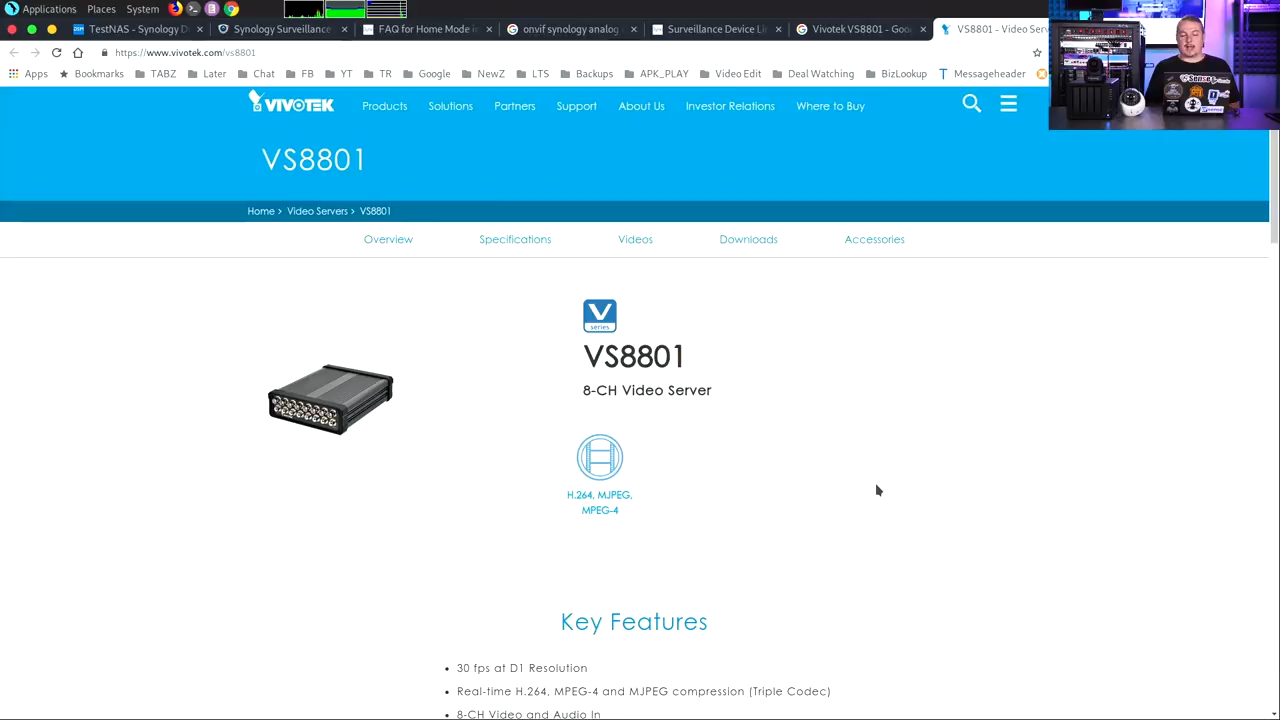 Applications Places System
TestNAS - Synology D
Synology Surveillance
FAQ for Home Mode
onvif synology analog
Surveillance Device Li
Vivotek VS8801 - Goo
VS8801 - Video Serv
https://www.vivotek.com/vs8801
Apps Bookmarks TABZ Later Chat FB YT TR Google NewZ LTS Backups Video Edit BizLookup Messageheader
VIVOTEK
Products Solutions Partners Support About Us Investor Relations Where to Buy
VS8801
Home > Video Servers > VS8801
Overview Specifications Videos Downloads Accessories
V
series
VS8801
8-CH Video Server
H.264, MJPEG,
MPEG-4
Key Features
• 30 fps at D1 Resolution
• Real-time H.264, MPEG-4 and MJPEG compression (Triple Codec)
• 8-CH Video and Audio In